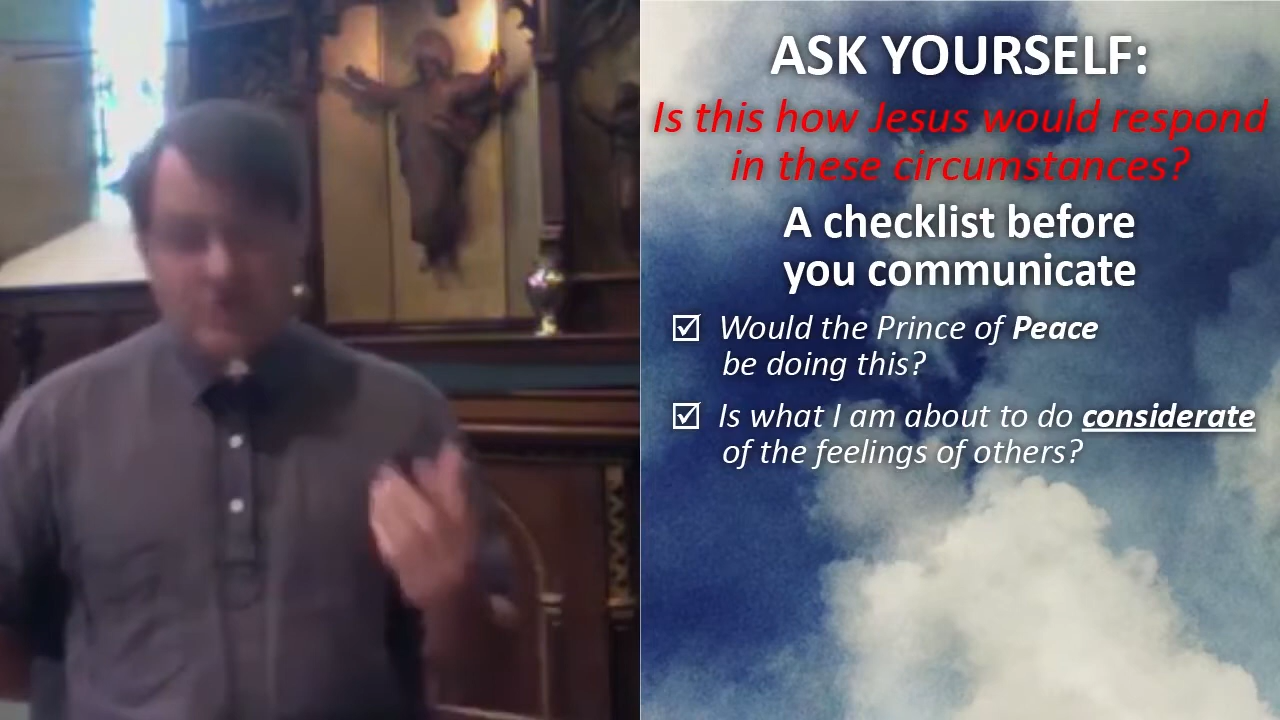 ASK YOURSELF:
Is this how Jesus would respond
in these circumstances?
A checklist before
you communicate
☑ Would the Prince of Peace
be doing this?
☑ Is what I am about to do considerate
of the feelings of others?